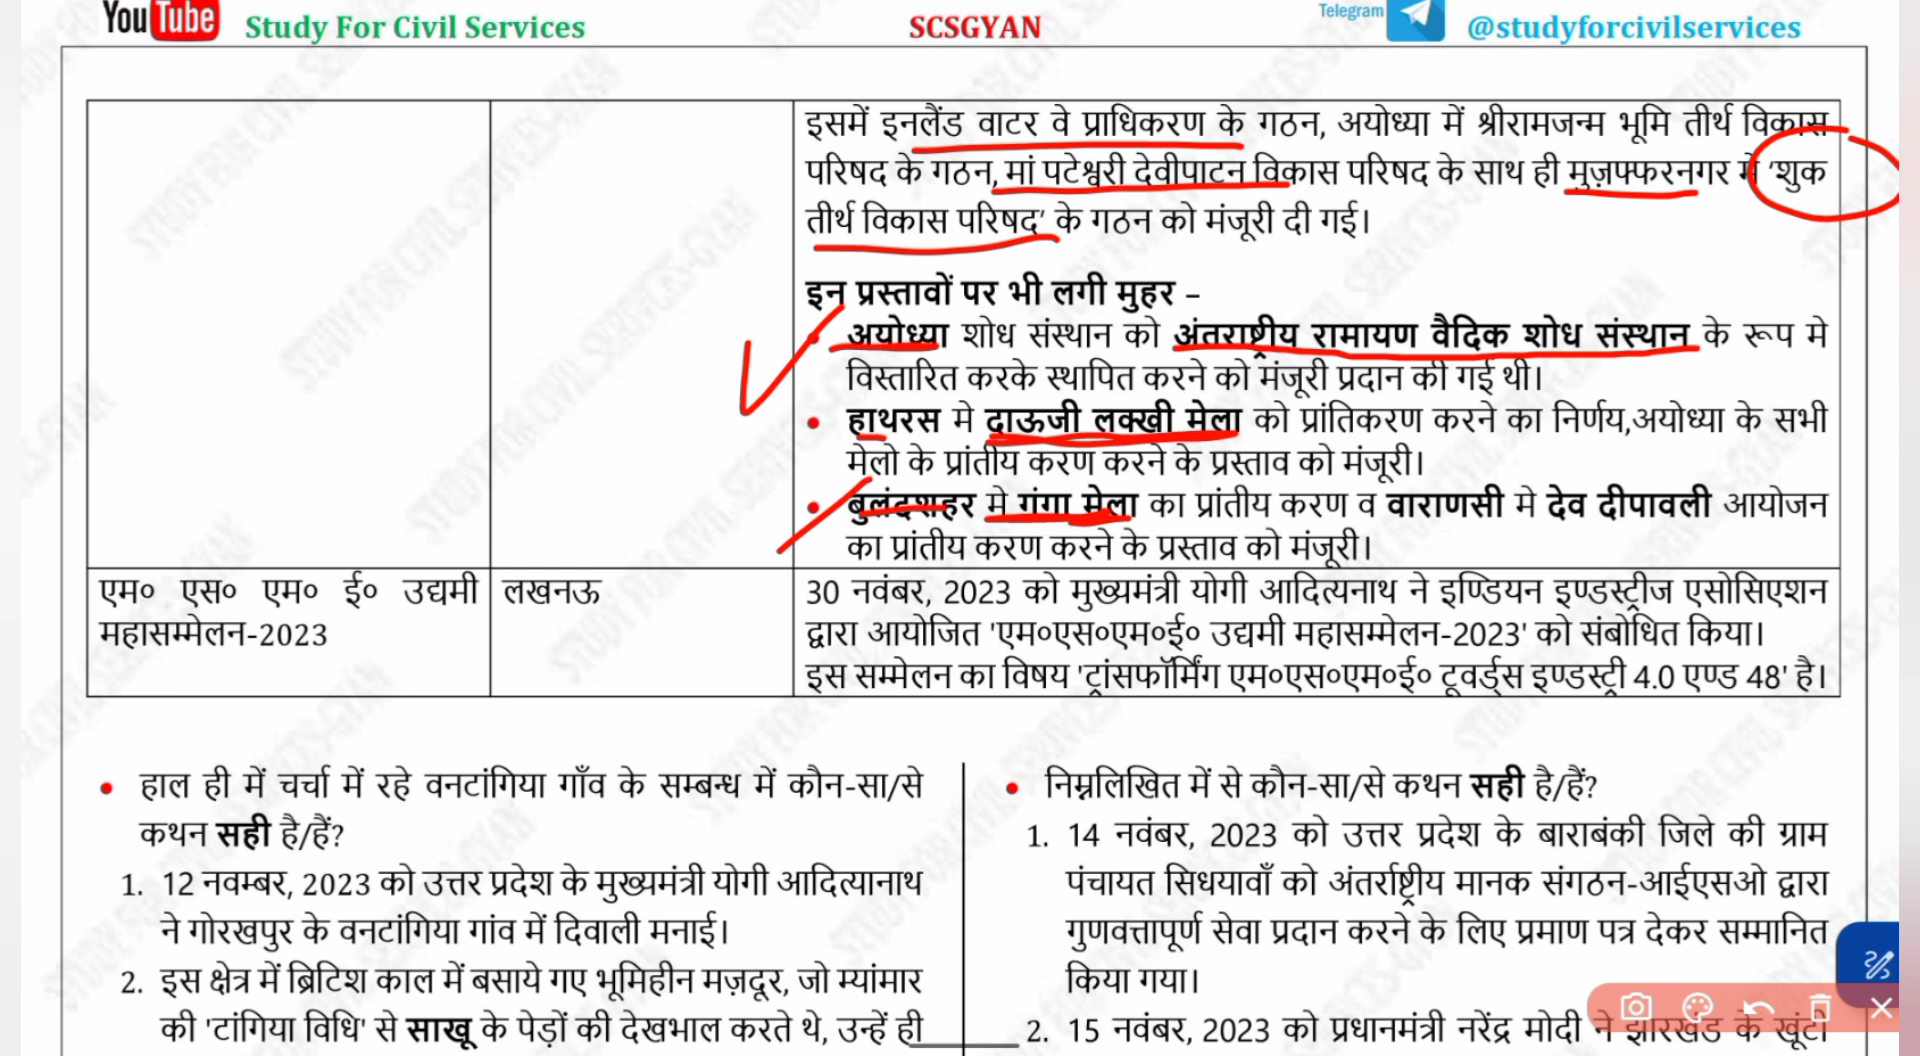 YouTube Study For Civil Services SCSGYAN Telegram @studyforcivilservices
इसमें इनलैंड वाटर वे प्राधिकरण के गठन, अयोध्या में श्रीरामजन्म भूमि तीर्थ विकास
परिषद के गठन, मां पटेश्वरी देवीपाटन विकास परिषद के साथ ही मुज़फ्फरनगर मे 'शुक
तीर्थ विकास परिषद' के गठन को मंजूरी दी गई।
इन प्रस्तावों पर भी लगी मुहर –
अयोध्या शोध संस्थान को अंतराष्ट्रीय रामायण वैदिक शोध संस्थान के रूप मे
विस्तारित करके स्थापित करने को मंजूरी प्रदान की गई थी।
हाथरस मे दाऊजी लक्खी मेला को प्रांतिकरण करने का निर्णय,अयोध्या के सभी
मेलो के प्रांतीय करण करने के प्रस्ताव को मंजूरी।
बुलंदशहर मे गंगा मेला का प्रांतीय करण व वाराणसी मे देव दीपावली आयोजन
का प्रांतीय करण करने के प्रस्ताव को मंजूरी।
एम० एस० एम० ई० उद्यमी
महासम्मेलन-2023
लखनऊ
30 नवंबर, 2023 को मुख्यमंत्री योगी आदित्यनाथ ने इण्डियन इण्डस्ट्रीज एसोसिएशन
द्वारा आयोजित 'एम०एस०एम०ई० उद्यमी महासम्मेलन-2023' को संबोधित किया।
इस सम्मेलन का विषय 'ट्रांसफॉर्मिंग एम०एस०एम०ई० टूवर्ड्स इण्डस्ट्री 4.0 एण्ड 48' है।
हाल ही में चर्चा में रहे वनटांगिया गाँव के सम्बन्ध में कौन-सा/से
कथन सही है/हैं?
1. 12 नवम्बर, 2023 को उत्तर प्रदेश के मुख्यमंत्री योगी आदित्यानाथ
ने गोरखपुर के वनटांगिया गांव में दिवाली मनाई।
2. इस क्षेत्र में ब्रिटिश काल में बसाये गए भूमिहीन मज़दूर, जो म्यांमार
की 'टांगिया विधि' से साखू के पेड़ों की देखभाल करते थे, उन्हें ही
निम्नलिखित में से कौन-सा/से कथन सही है/हैं?
1. 14 नवंबर, 2023 को उत्तर प्रदेश के बाराबंकी जिले की ग्राम
पंचायत सिधयावाँ को अंतर्राष्ट्रीय मानक संगठन-आईएसओ द्वारा
गुणवत्तापूर्ण सेवा प्रदान करने के लिए प्रमाण पत्र देकर सम्मानित
किया गया।
2. 15 नवंबर, 2023 को प्रधानमंत्री नरेंद्र मोदी ने झारखंड के खूंटी